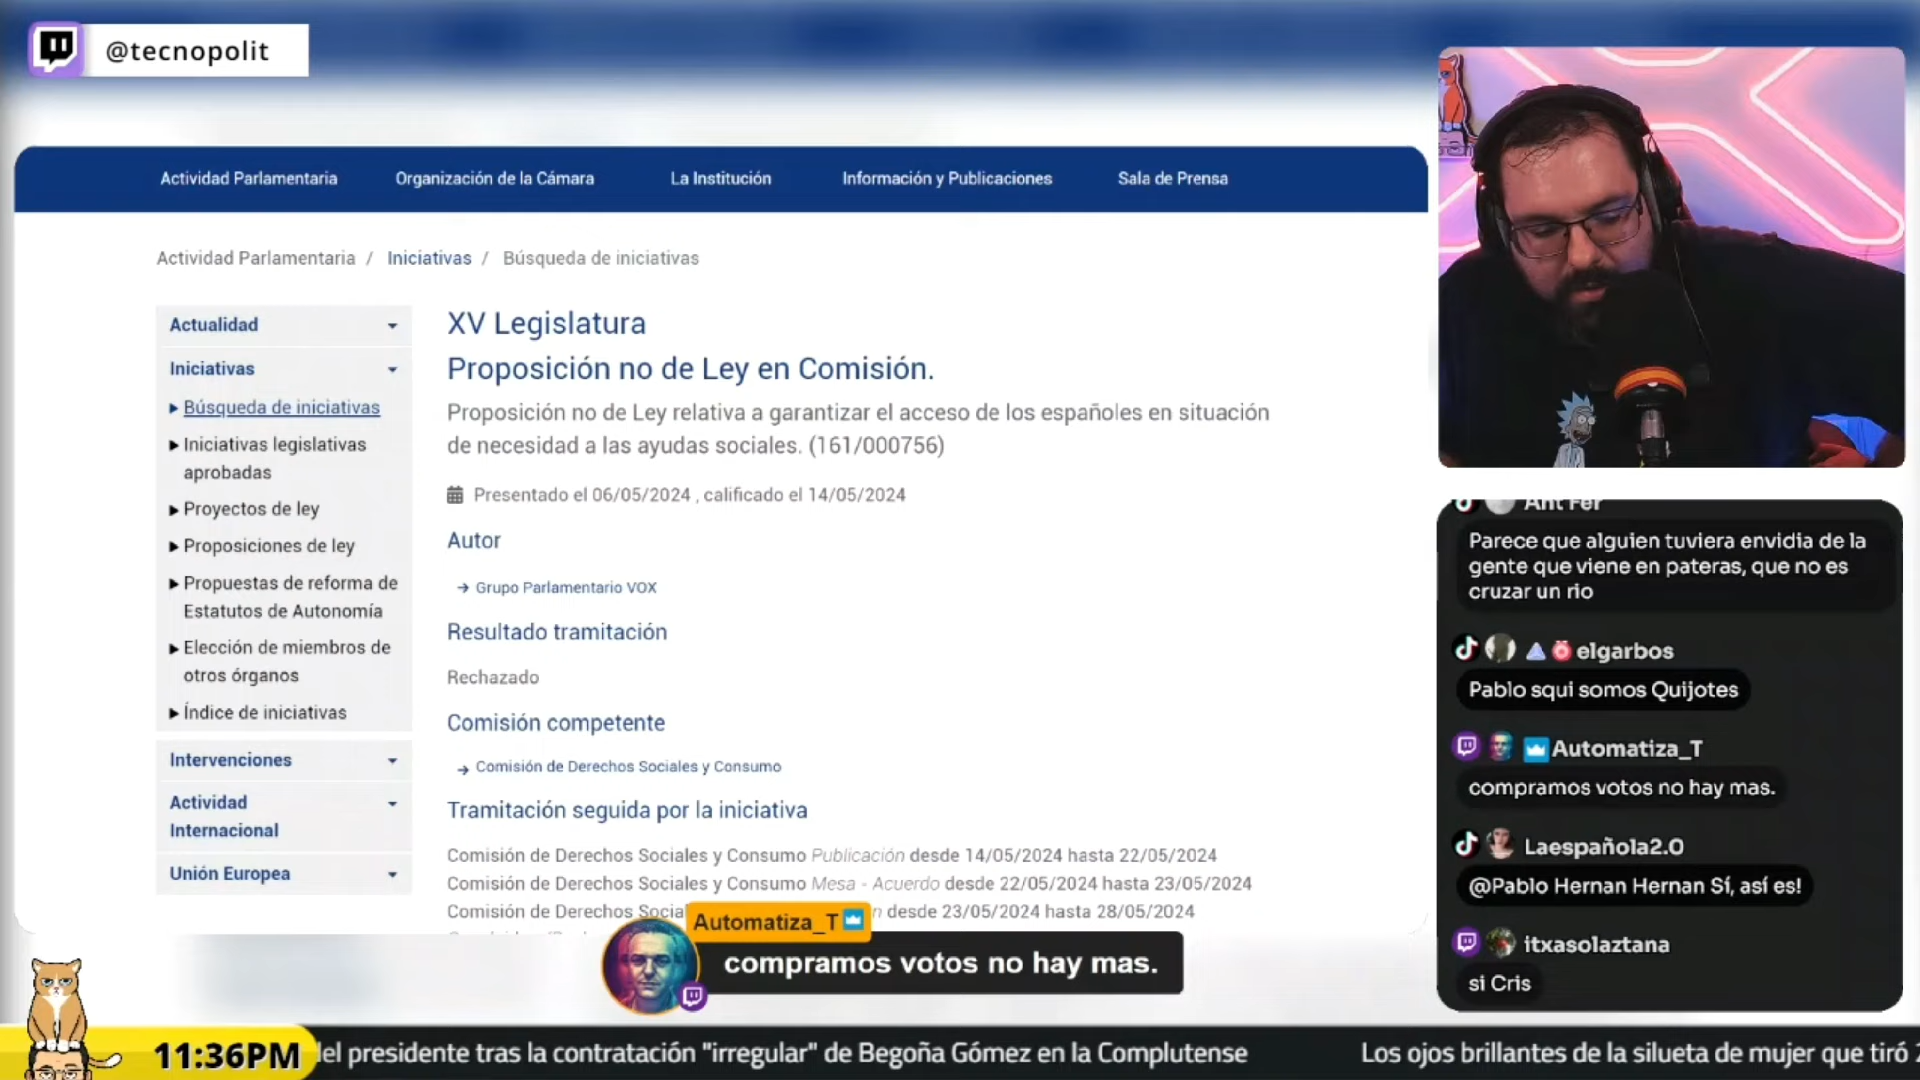 @tecnopolit
Actividad Parlamentaria
Organización de la Cámara
La Institución
Información y Publicaciones
Sala de Prensa
Actividad Parlamentaria / Iniciativas / Búsqueda de iniciativas
Actualidad
Iniciativas
Búsqueda de iniciativas
Iniciativas legislativas
aprobadas
Proyectos de ley
Proposiciones de ley
Propuestas de reforma de
Estatutos de Autonomía
Elección de miembros de
otros órganos
Índice de iniciativas
Intervenciones
Actividad
Internacional
Unión Europea
XV Legislatura
Proposición no de Ley en Comisión.
Proposición no de Ley relativa a garantizar el acceso de los españoles en situación
de necesidad a las ayudas sociales. (161/000756)
Presentado el 06/05/2024 , calificado el 14/05/2024
Autor
Grupo Parlamentario VOX
Resultado tramitación
Rechazado
Comisión competente
Comisión de Derechos Sociales y Consumo
Tramitación seguida por la iniciativa
Comisión de Derechos Sociales y Consumo Publicación desde 14/05/2024 hasta 22/05/2024
Comisión de Derechos Sociales y Consumo Mesa - Acuerdo desde 22/05/2024 hasta 23/05/2024
Comisión de Derechos Socia n desde 23/05/2024 hasta 28/05/2024
Automatiza_T
compramos votos no hay mas.
Ant Fer
Parece que alguien tuviera envidia de la
gente que viene en pateras, que no es
cruzar un rio
elgarbos
Pablo squi somos Quijotes
Automatiza_T
compramos votos no hay mas.
Laespañola2.0
@Pablo Hernan Hernan Sí, así es!
itxasolaztana
si Cris
11:36PM
del presidente tras la contratación "irregular" de Begoña Gómez en la Complutense
Los ojos brillantes de la silueta de mujer que tiró